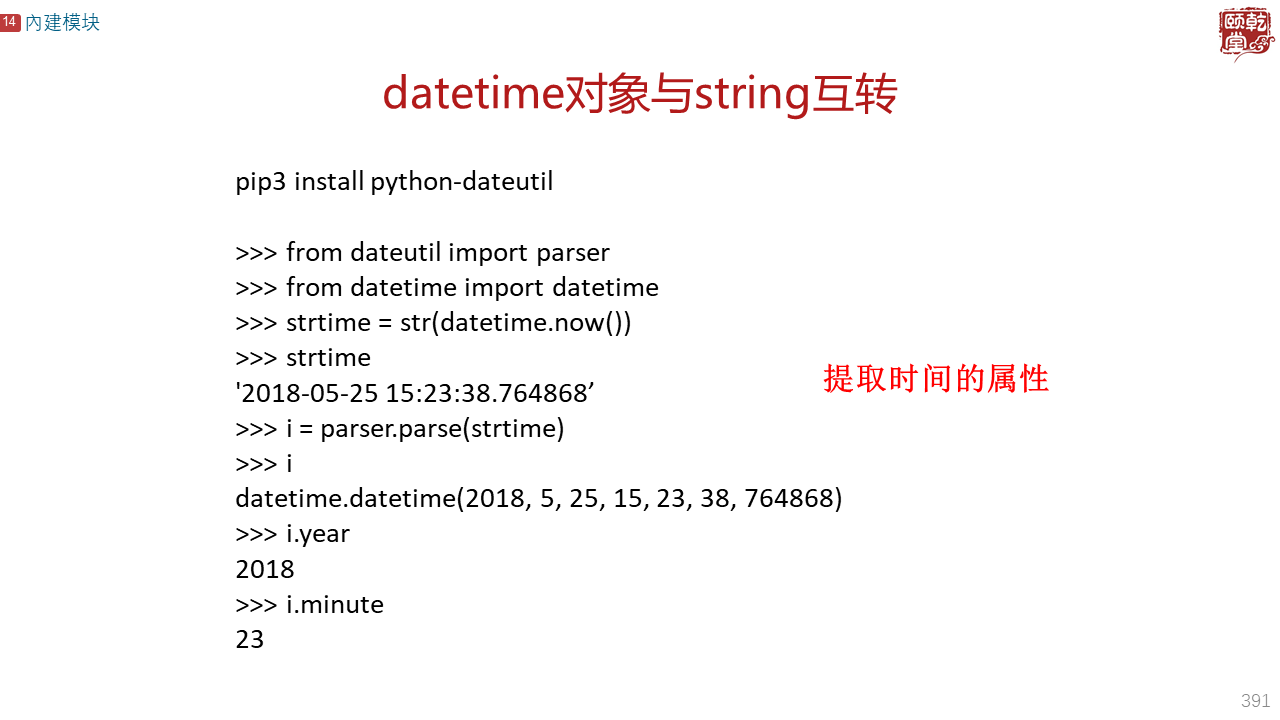 14 內建模块
颐乾堂
datetime对象与string互转
pip3 install python-dateutil
>>> from dateutil import parser
>>> from datetime import datetime
>>> strtime = str(datetime.now())
>>> strtime
'2018-05-25 15:23:38.764868’
>>> i = parser.parse(strtime)
>>> i
datetime.datetime(2018, 5, 25, 15, 23, 38, 764868)
>>> i.year
2018
>>> i.minute
23
提取时间的属性
391